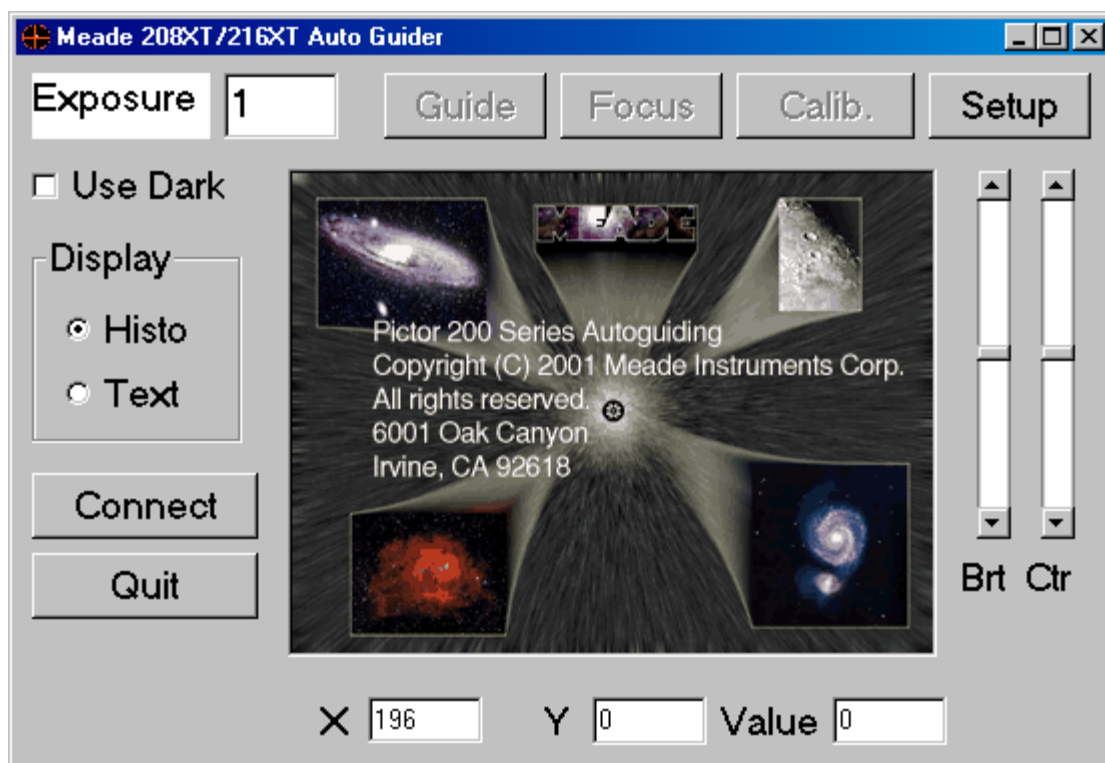 Meade 208XT/216XT Auto Guider
Exposure 1 Guide Focus Calib. Setup
Use Dark
Display
Histo
Text
Connect
Quit
MEADE
Pictor 200 Series Autoguiding
Copyright (C) 2001 Meade Instruments Corp.
All rights reserved.
6001 Oak Canyon
Irvine, CA 92618
Brt Ctr
X 196 Y 0 Value 0